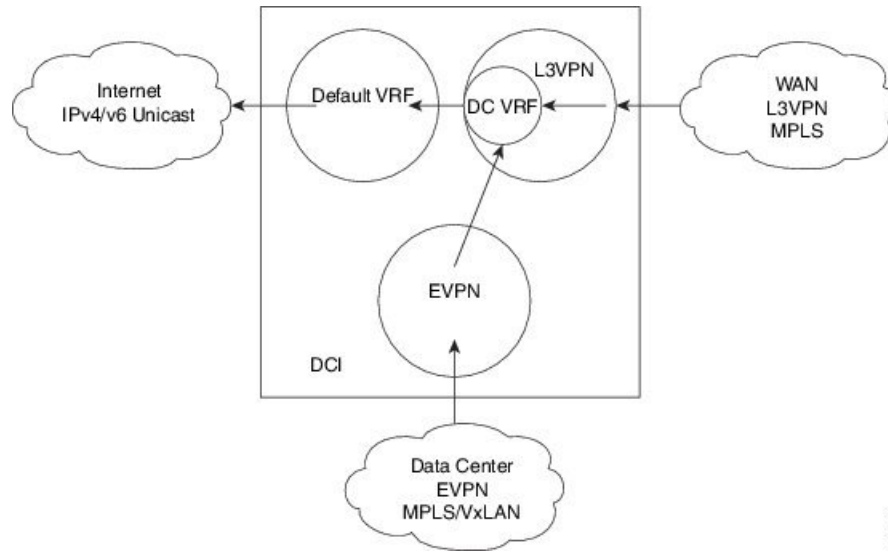 Internet
IPv4/v6 Unicast
Default VRF
L3VPN
DC VRF
WAN
L3VPN
MPLS
EVPN
DCI
Data Center
EVPN
MPLS/VxLAN